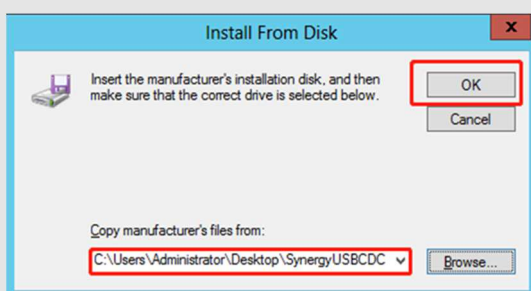 Install From Disk
x
Insert the manufacturer's installation disk, and then
make sure that the correct drive is selected below.
OK
Cancel
Copy manufacturer's files from:
C:\Users\Administrator\Desktop\SynergyUSBCDC
Browse...